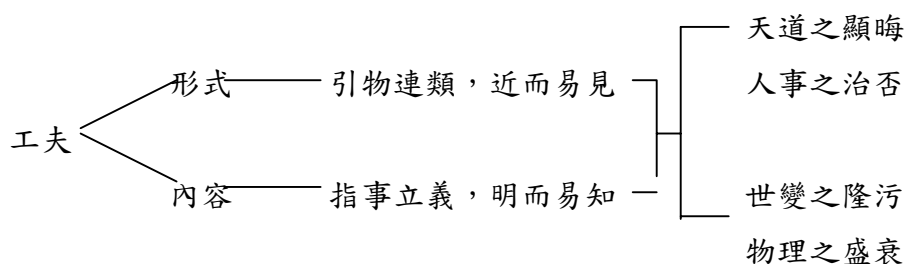 天道之顯晦
形式 引物連類，近而易見 人事之治否
工夫
內容 指事立義，明而易知 世變之隆污
物理之盛衰